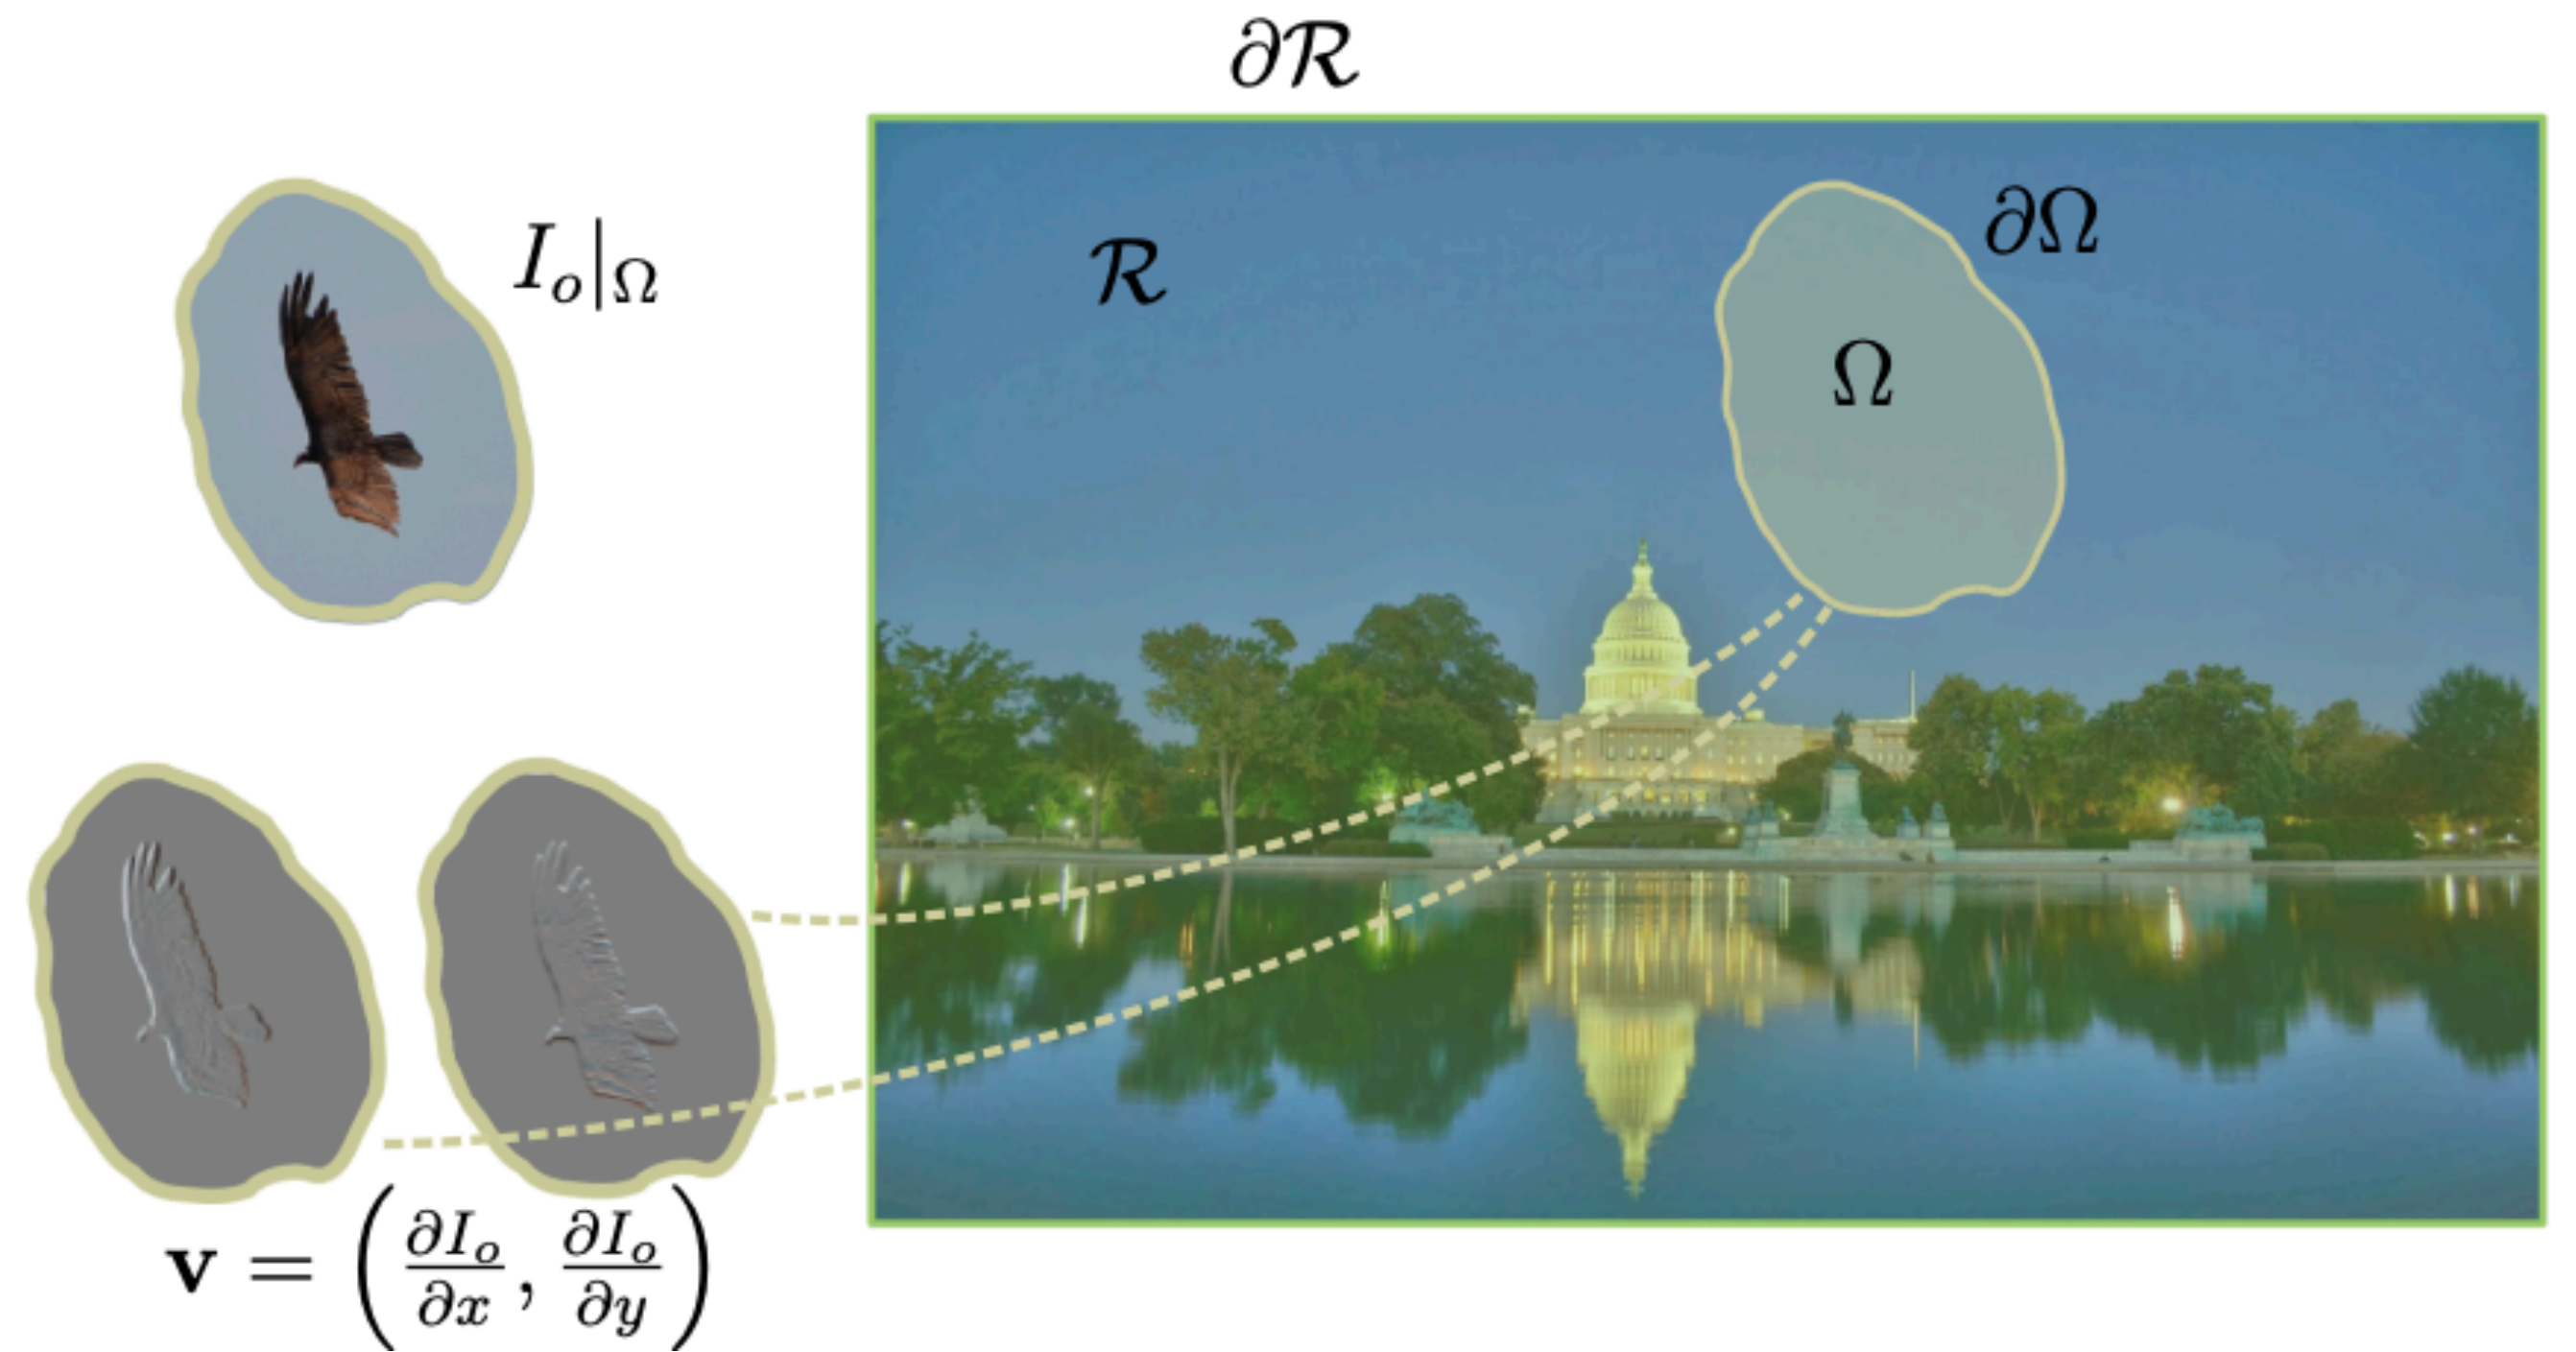 ∂ℛ
I_o|_Ω
ℛ
∂Ω
Ω
𝐯 = (∂I_o/∂x, ∂I_o/∂y)